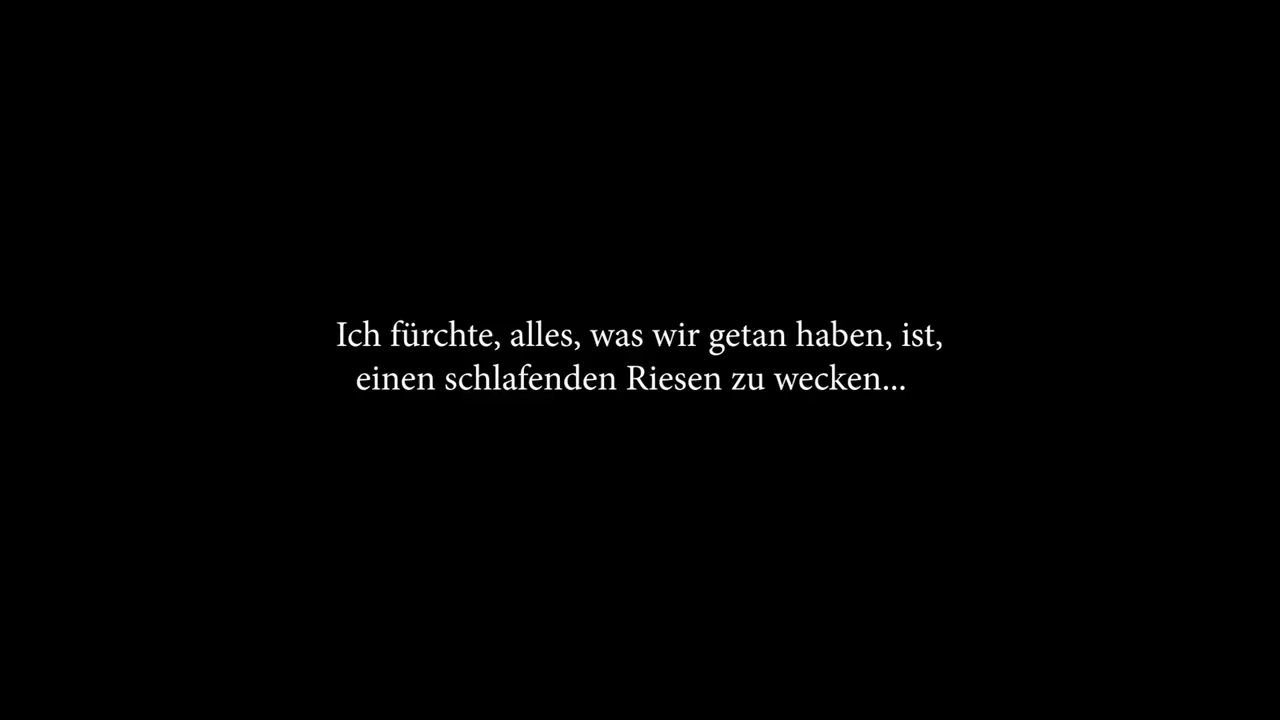 Ich fürchte, alles, was wir getan haben, ist,
einen schlafenden Riesen zu wecken...